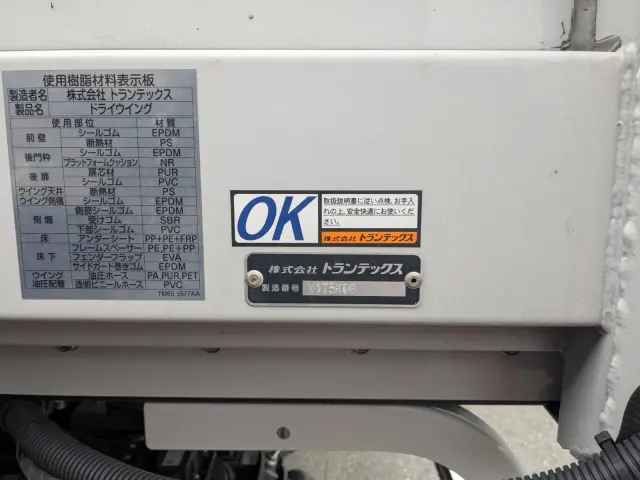 使用樹脂材料表示板
製造者名 株式会社 トランテックス
製品名 ドライウイング
使用部位 材質
前壁 シールゴム EPDM
断熱材 PS
後門枠 シールゴム EPDM
プラットフォームクッション NR
後扉 扉芯材 PUR
シールゴム PVC
ウイング天井 断熱材 PS
ウイング側構 シールゴム EPDM
側煽 側部シールゴム EPDM
受けゴム SBR
下部シールゴム PVC
床 アンダーシート PP+PE+FRP
床下 フレームスペーサー PE,PE+PP
フェンダーフラップ EVA
サイドガード巻きゴム EPDM
ウイング 油圧ホース PA,PUR,PET
油圧配管 透明ビニールホース PVC
OK
取扱説明書に従い点検、お手入
れの上、安全快適にお使いくだ
さい。
株式会社 トランテックス
株式会社 トランテックス
製造番号